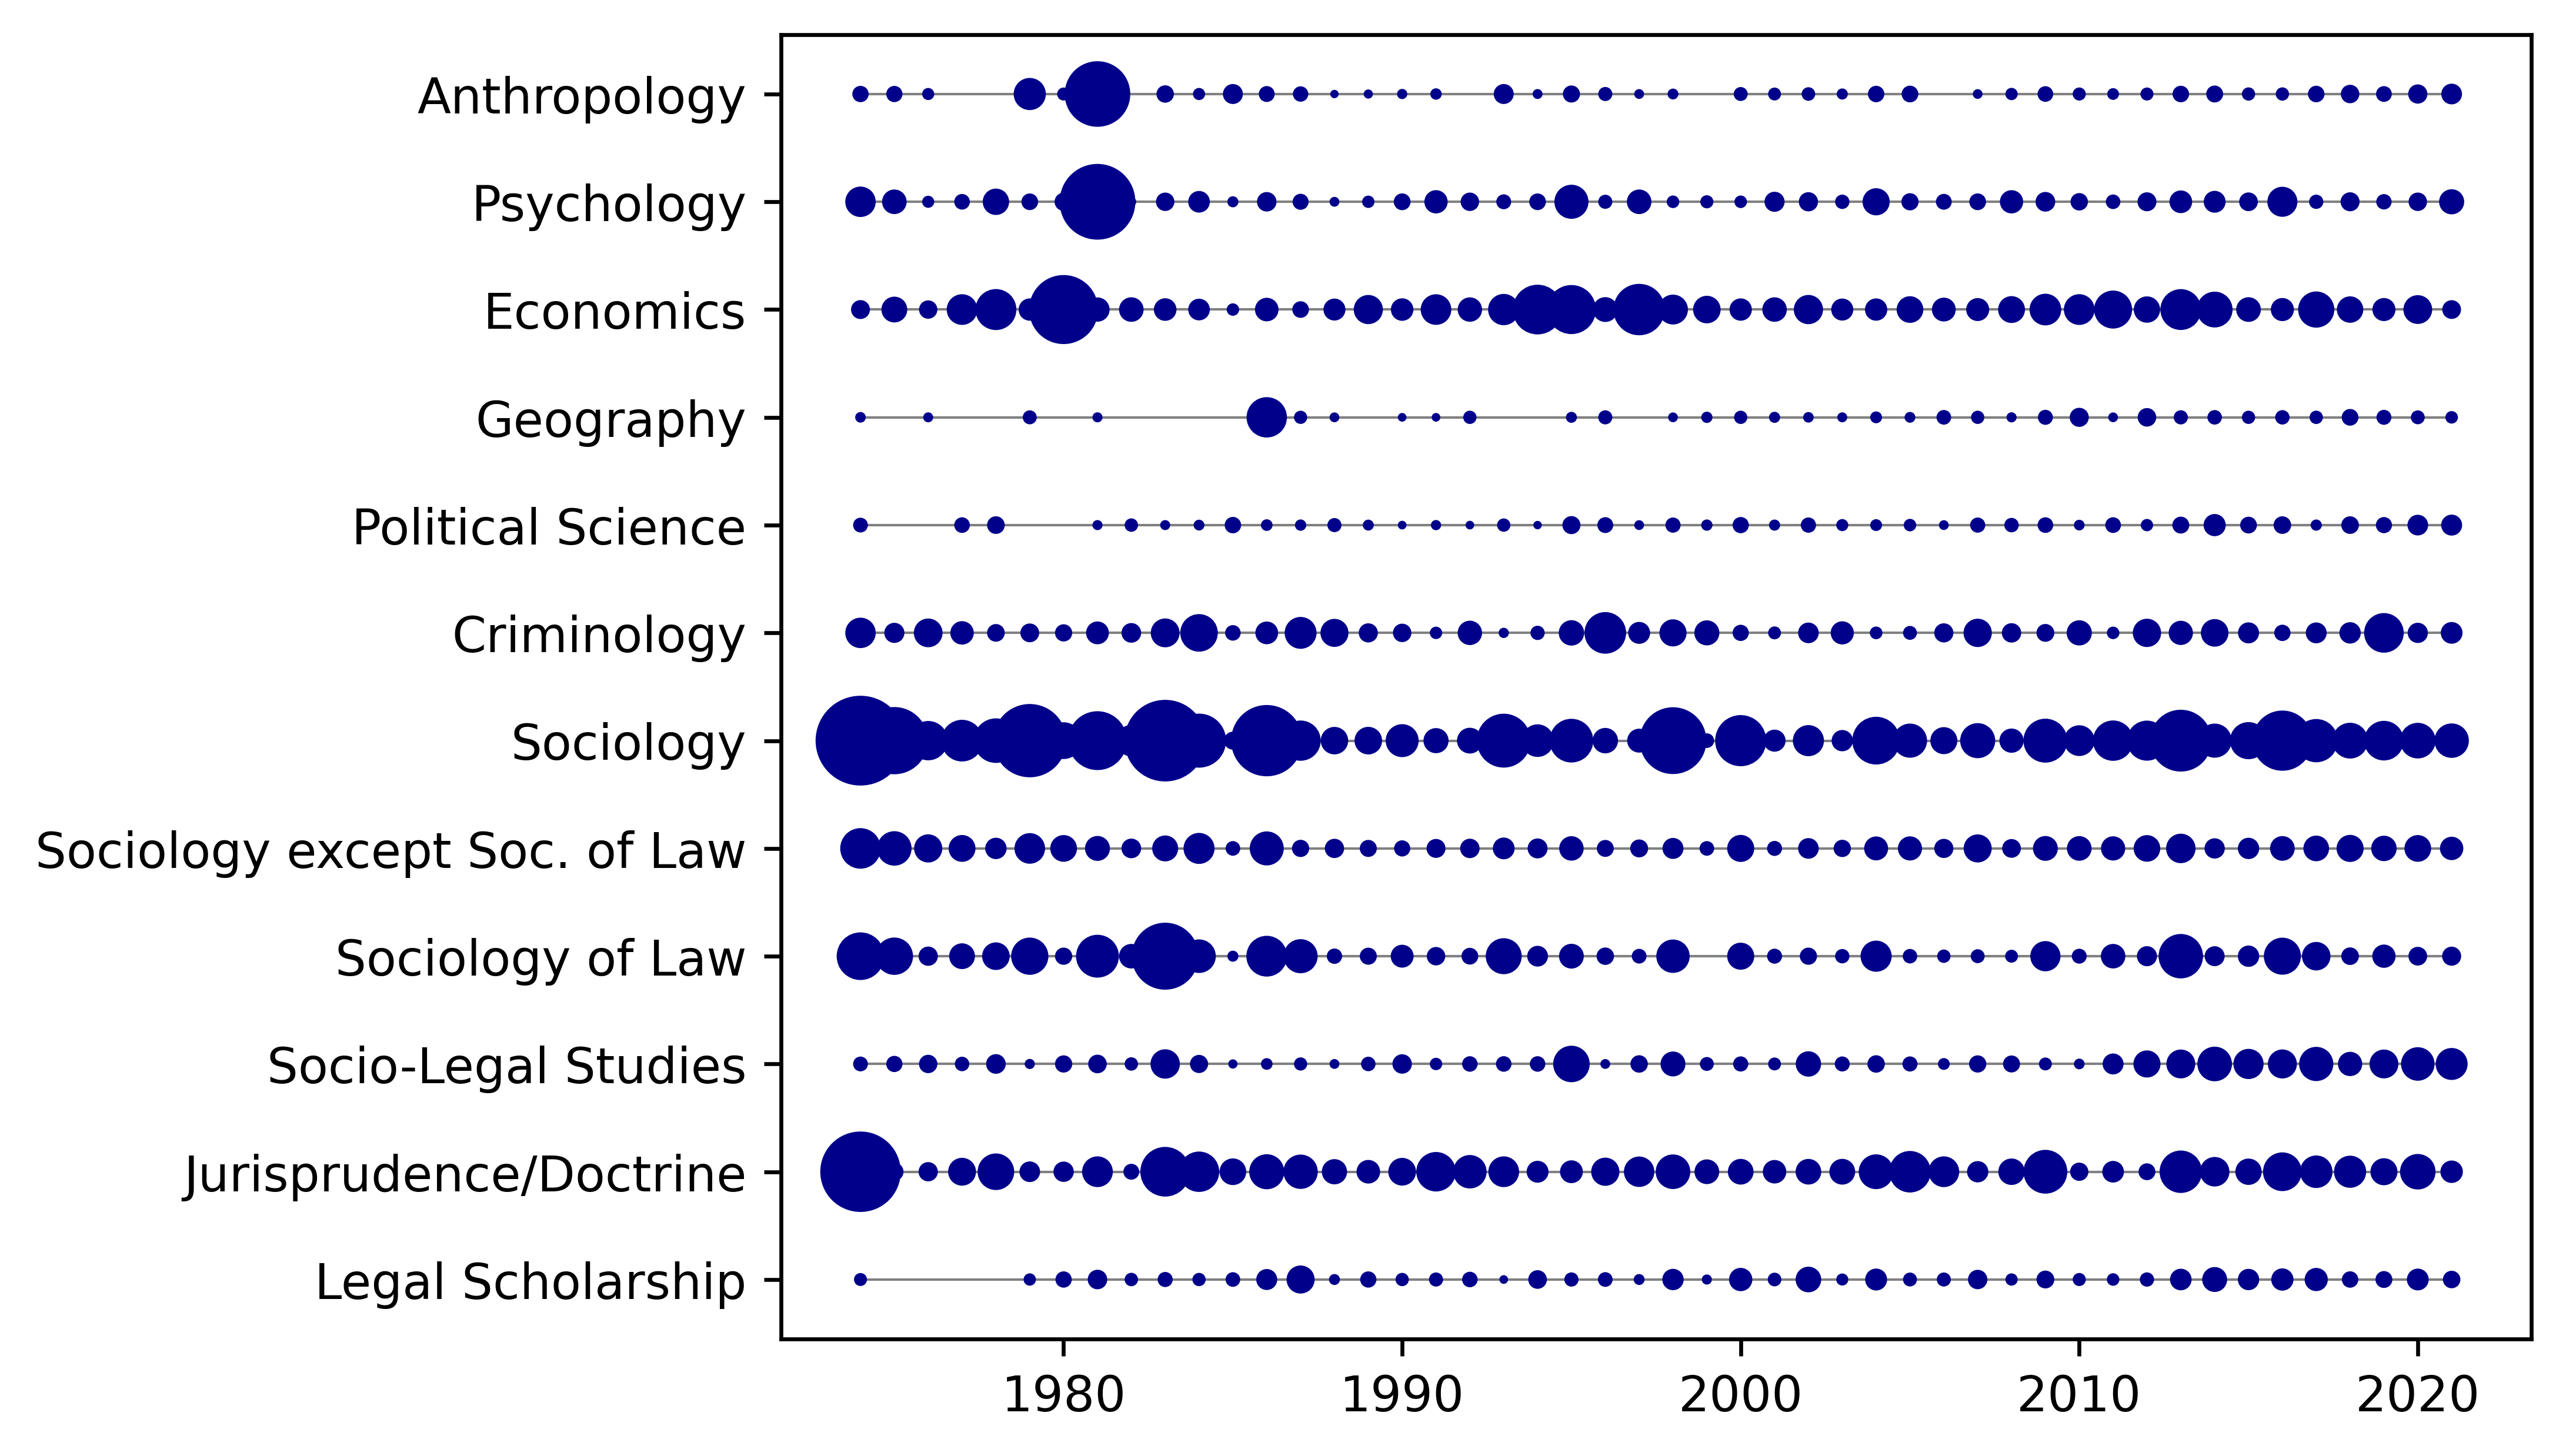 Anthropology
Psychology
Economics
Geography
Political Science
Criminology
Sociology
Sociology except Soc. of Law
Sociology of Law
Socio-Legal Studies
Jurisprudence/Doctrine
Legal Scholarship
1980 1990 2000 2010 2020